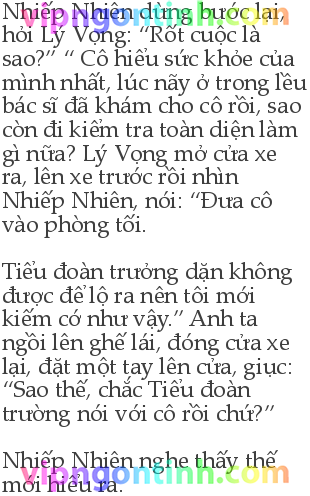 Nhiếp Nhiên dừng bước lại,
hỏi Lý Vọng: “Rốt cuộc là
sao?” “ Cô hiểu sức khỏe của
mình nhất, lúc nãy ở trong lều
bác sĩ đã khám cho cô rồi, sao
còn đi kiểm tra toàn diện làm
gì nữa? Lý Vọng mở cửa xe
ra, lên xe trước rồi nhìn
Nhiếp Nhiên, nói: “Đưa cô
vào phòng tối.
Tiểu đoàn trưởng dặn không
được để lộ ra nên tôi mới
kiếm cớ như vậy.” Anh ta
ngồi lên ghế lái, đóng cửa xe
lại, đặt một tay lên cửa, giục:
“Sao thế, chắc Tiểu đoàn
trưởng nói với cô rồi chứ?”
Nhiếp Nhiên nghe thấy thế
mới hiểu ra.
vipngontinh.com
vipngontinh.com